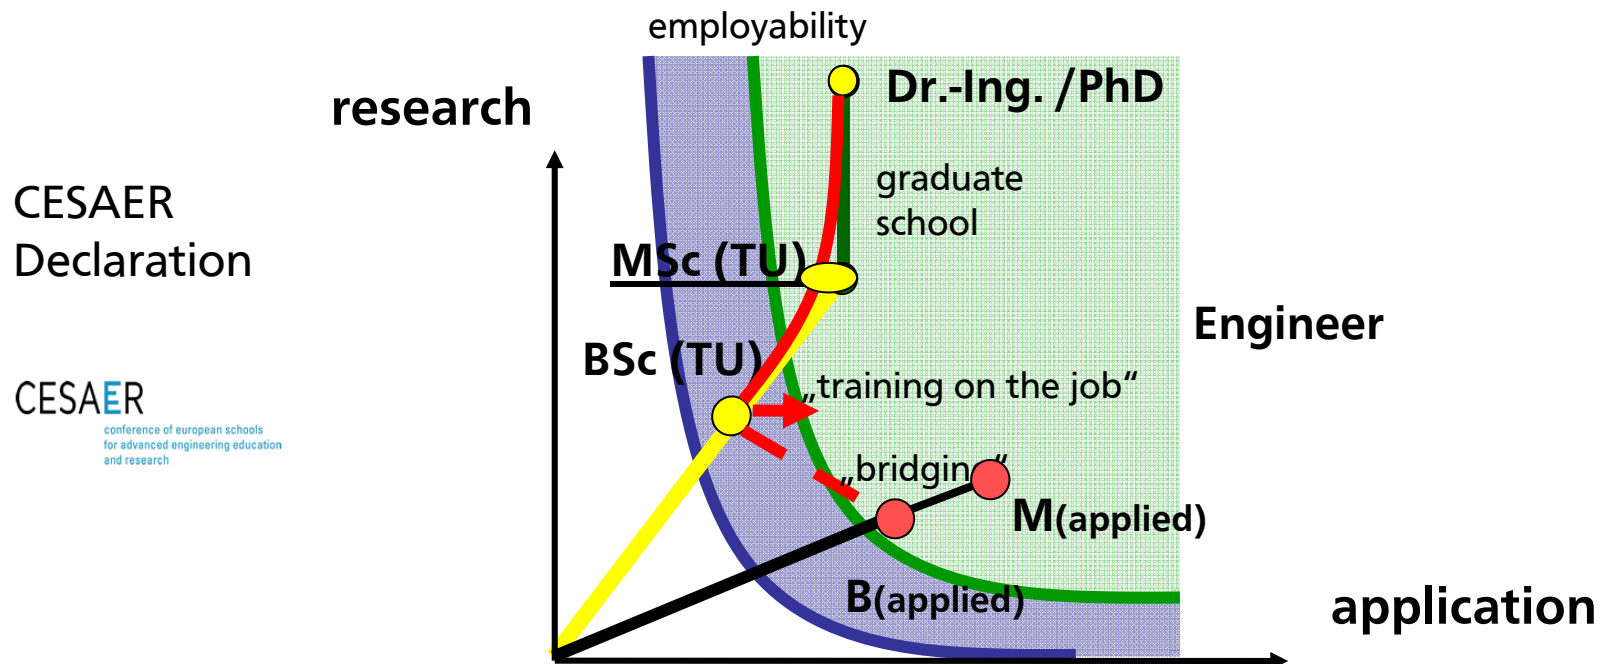 employability
Dr.-Ing. /PhD
research
graduate
school
CESAER
Declaration
MSc (TU)
Engineer
BSc (TU)
„training on the job“
CESAER
conference of european schools
for advanced engineering education
and research
„bridging“
M(applied)
B(applied)
application